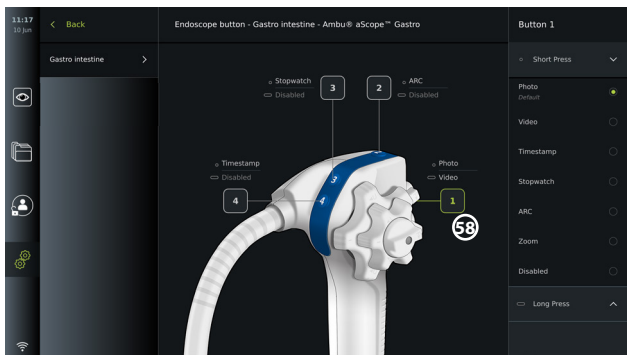 11:17
10 Jun
Back
Endoscope button - Gastro intestine - Ambu® aScope™ Gastro
Button 1
Gastro intestine
Short Press
Photo
Default
Video
Timestamp
Stopwatch
ARC
Zoom
Disabled
Long Press
Stopwatch
Disabled
3
2
ARC
Disabled
Timestamp
Disabled
4
Photo
Video
1
58
3
4